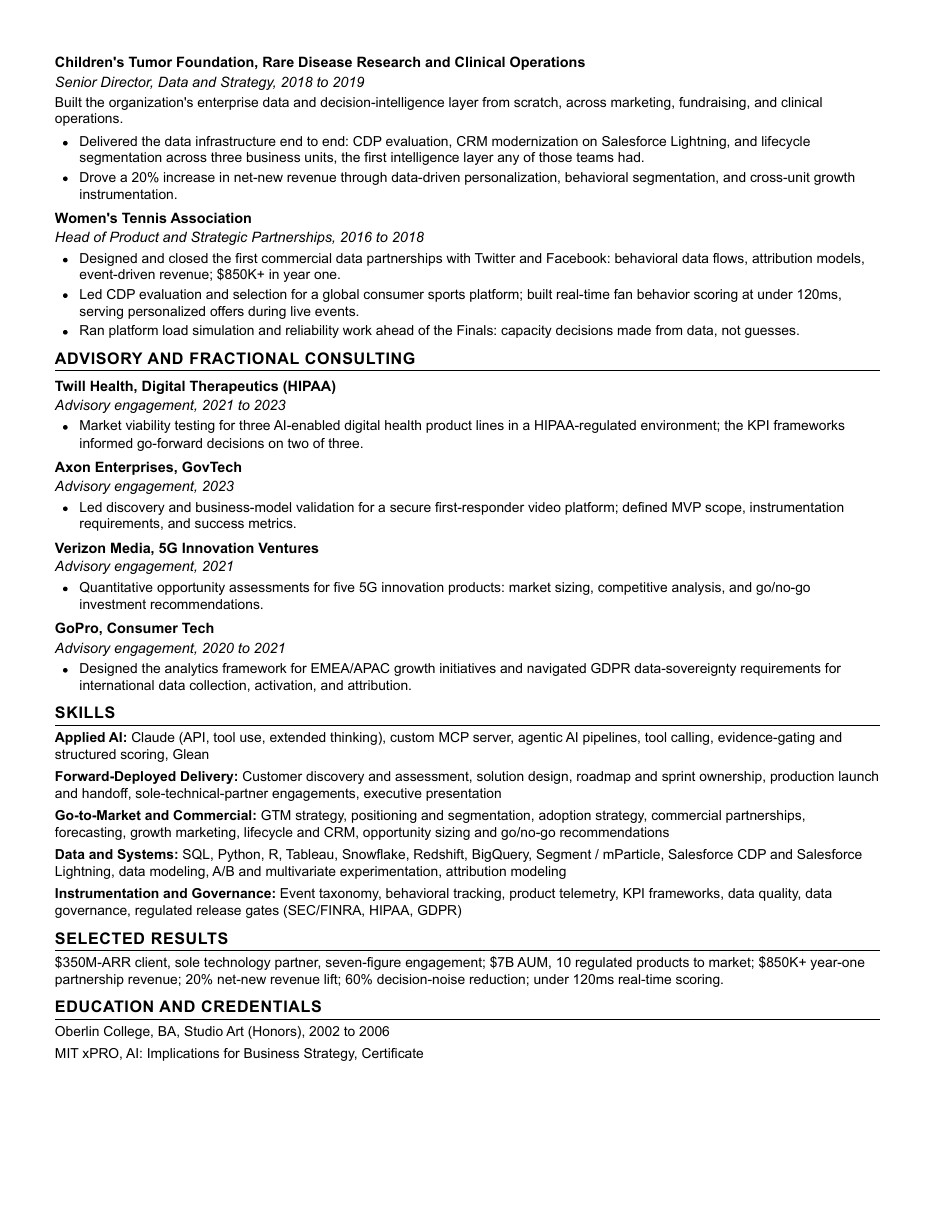 Children's Tumor Foundation, Rare Disease Research and Clinical Operations
Senior Director, Data and Strategy, 2018 to 2019
Built the organization's enterprise data and decision-intelligence layer from scratch, across marketing, fundraising, and clinical
operations.
• Delivered the data infrastructure end to end: CDP evaluation, CRM modernization on Salesforce Lightning, and lifecycle
segmentation across three business units, the first intelligence layer any of those teams had.
• Drove a 20% increase in net-new revenue through data-driven personalization, behavioral segmentation, and cross-unit growth
instrumentation.
Women's Tennis Association
Head of Product and Strategic Partnerships, 2016 to 2018
• Designed and closed the first commercial data partnerships with Twitter and Facebook: behavioral data flows, attribution models,
event-driven revenue; $850K+ in year one.
• Led CDP evaluation and selection for a global consumer sports platform; built real-time fan behavior scoring at under 120ms,
serving personalized offers during live events.
• Ran platform load simulation and reliability work ahead of the Finals: capacity decisions made from data, not guesses.
ADVISORY AND FRACTIONAL CONSULTING
Twill Health, Digital Therapeutics (HIPAA)
Advisory engagement, 2021 to 2023
• Market viability testing for three AI-enabled digital health product lines in a HIPAA-regulated environment; the KPI frameworks
informed go-forward decisions on two of three.
Axon Enterprises, GovTech
Advisory engagement, 2023
• Led discovery and business-model validation for a secure first-responder video platform; defined MVP scope, instrumentation
requirements, and success metrics.
Verizon Media, 5G Innovation Ventures
Advisory engagement, 2021
• Quantitative opportunity assessments for five 5G innovation products: market sizing, competitive analysis, and go/no-go
investment recommendations.
GoPro, Consumer Tech
Advisory engagement, 2020 to 2021
• Designed the analytics framework for EMEA/APAC growth initiatives and navigated GDPR data-sovereignty requirements for
international data collection, activation, and attribution.
SKILLS
Applied AI: Claude (API, tool use, extended thinking), custom MCP server, agentic AI pipelines, tool calling, evidence-gating and
structured scoring, Glean
Forward-Deployed Delivery: Customer discovery and assessment, solution design, roadmap and sprint ownership, production launch
and handoff, sole-technical-partner engagements, executive presentation
Go-to-Market and Commercial: GTM strategy, positioning and segmentation, adoption strategy, commercial partnerships,
forecasting, growth marketing, lifecycle and CRM, opportunity sizing and go/no-go recommendations
Data and Systems: SQL, Python, R, Tableau, Snowflake, Redshift, BigQuery, Segment / mParticle, Salesforce CDP and Salesforce
Lightning, data modeling, A/B and multivariate experimentation, attribution modeling
Instrumentation and Governance: Event taxonomy, behavioral tracking, product telemetry, KPI frameworks, data quality, data
governance, regulated release gates (SEC/FINRA, HIPAA, GDPR)
SELECTED RESULTS
$350M-ARR client, sole technology partner, seven-figure engagement; $7B AUM, 10 regulated products to market; $850K+ year-one
partnership revenue; 20% net-new revenue lift; 60% decision-noise reduction; under 120ms real-time scoring.
EDUCATION AND CREDENTIALS
Oberlin College, BA, Studio Art (Honors), 2002 to 2006
MIT xPRO, AI: Implications for Business Strategy, Certificate